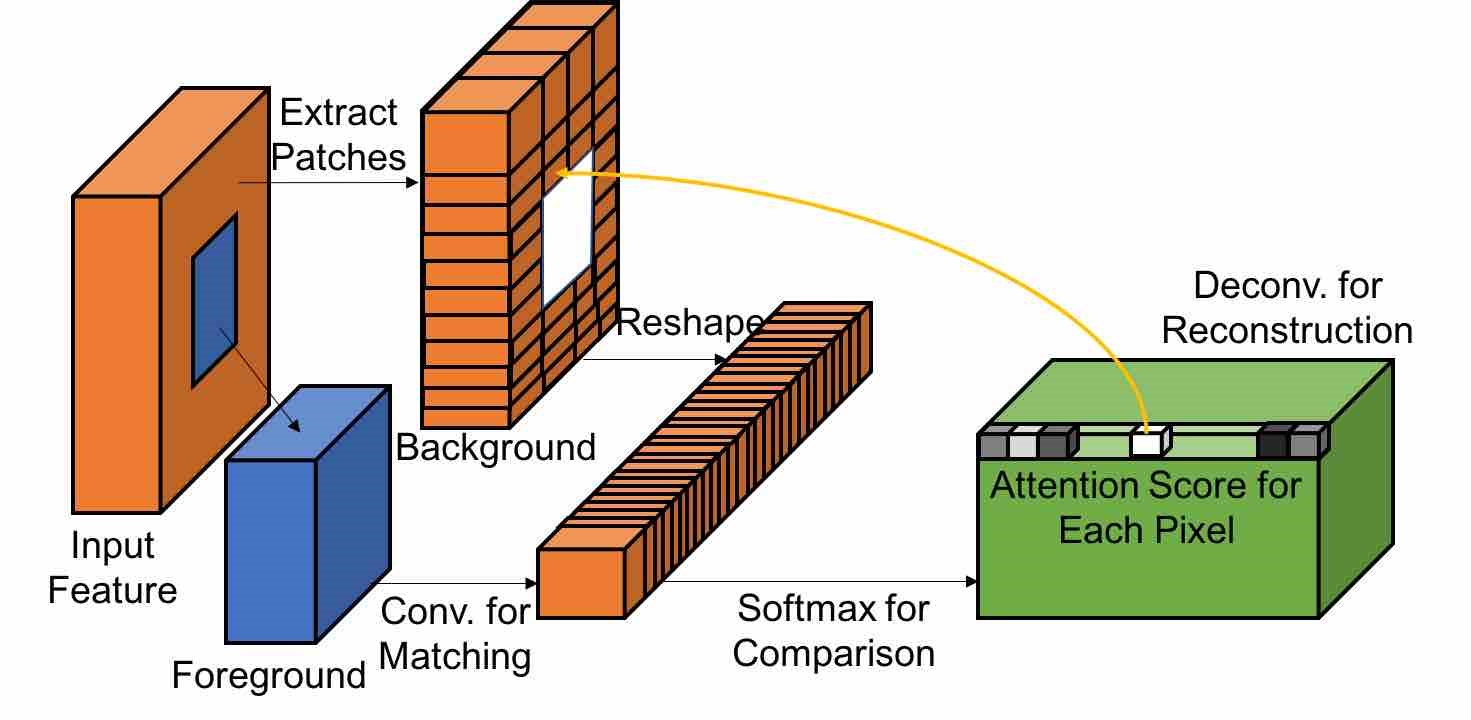 Extract
Patches
Input
Feature
Background
Foreground
Reshape
Conv. for
Matching
Softmax for
Comparison
Deconv. for
Reconstruction
Attention Score for
Each Pixel